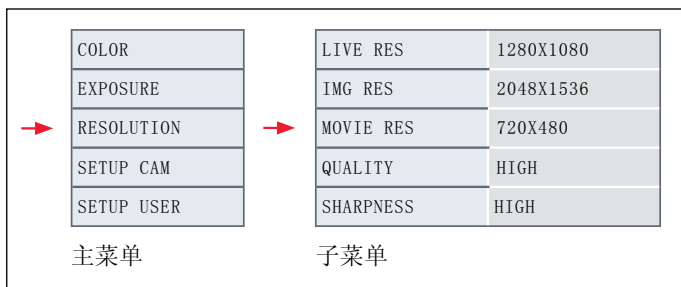 COLOR
EXPOSURE
RESOLUTION
SETUP CAM
SETUP USER
主菜单
LIVE RES 1280X1080
IMG RES 2048X1536
MOVIE RES 720X480
QUALITY HIGH
SHARPNESS HIGH
子菜单